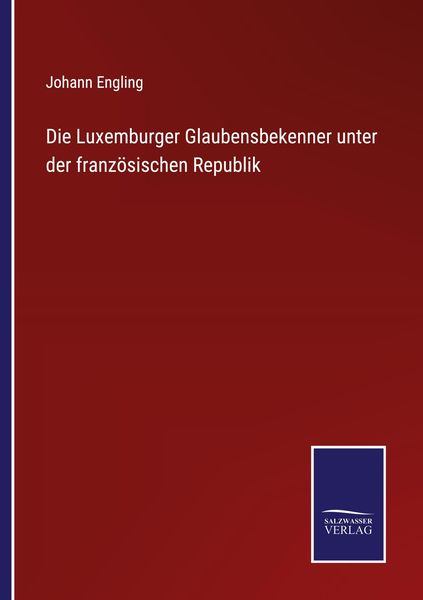 Johann Engling
Die Luxemburger Glaubensbekenner unter
der französischen Republik
SALZWASSER
VERLAG